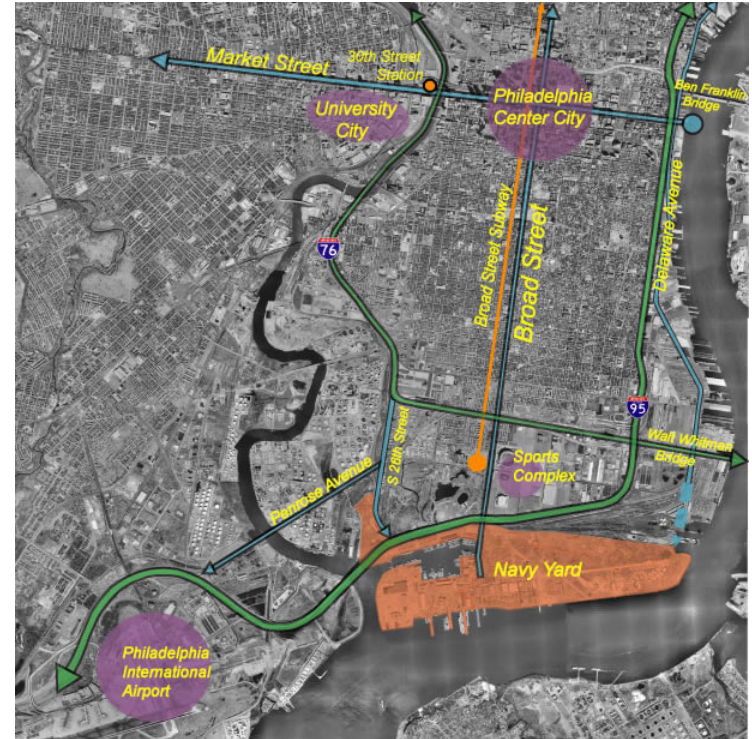 Market Street
30th Street
Station
University
City
Philadelphia
Center City
Ben Franklin
Bridge
76
Broad Street Subway
Broad Street
Delaware Avenue
95
Walt Whitman
Bridge
S 26th Street
Sports
Complex
Penrose Avenue
Navy Yard
Philadelphia
International
Airport